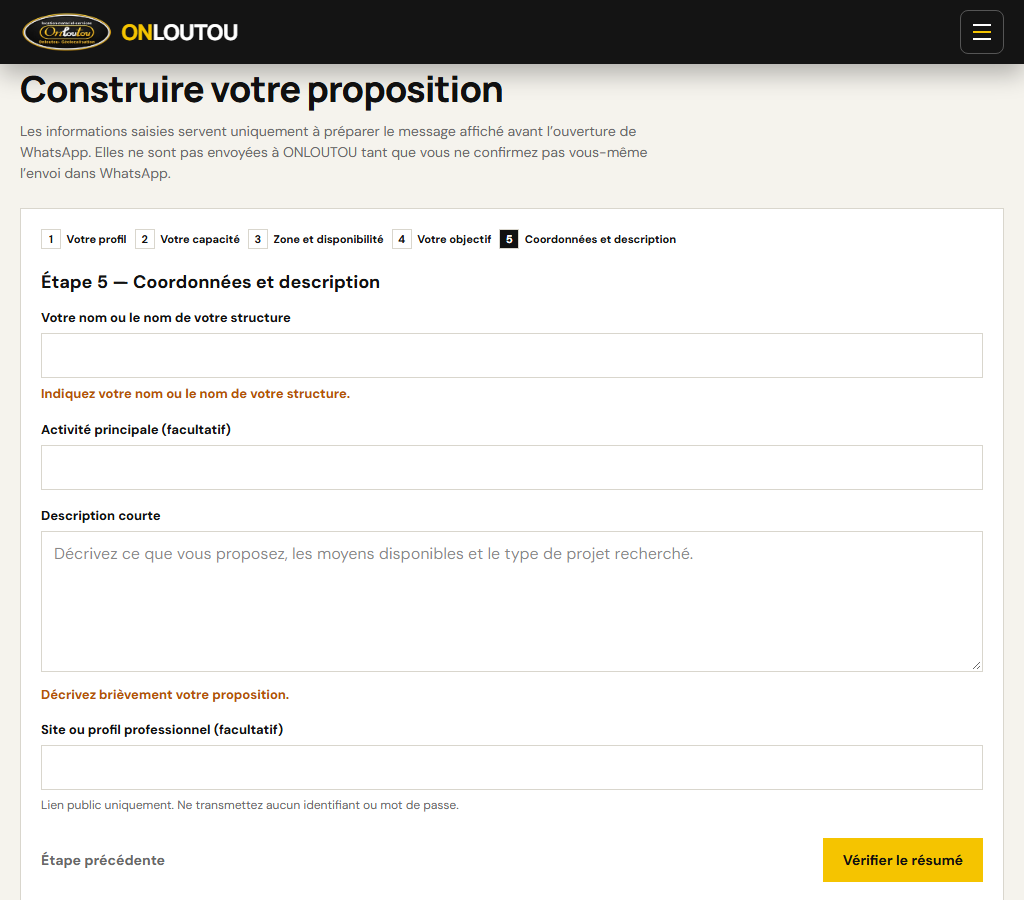 Onloutou
ONLOUTOU
Construire votre proposition
Les informations saisies servent uniquement à préparer le message affiché avant l’ouverture de
WhatsApp. Elles ne sont pas envoyées à ONLOUTOU tant que vous ne confirmez pas vous-même
l’envoi dans WhatsApp.
1 Votre profil 2 Votre capacité 3 Zone et disponibilité 4 Votre objectif 5 Coordonnées et description
Étape 5 — Coordonnées et description
Votre nom ou le nom de votre structure
Indiquez votre nom ou le nom de votre structure.
Activité principale (facultatif)
Description courte
Décrivez ce que vous proposez, les moyens disponibles et le type de projet recherché.
Décrivez brièvement votre proposition.
Site ou profil professionnel (facultatif)
Lien public uniquement. Ne transmettez aucun identifiant ou mot de passe.
Étape précédente
Vérifier le résumé